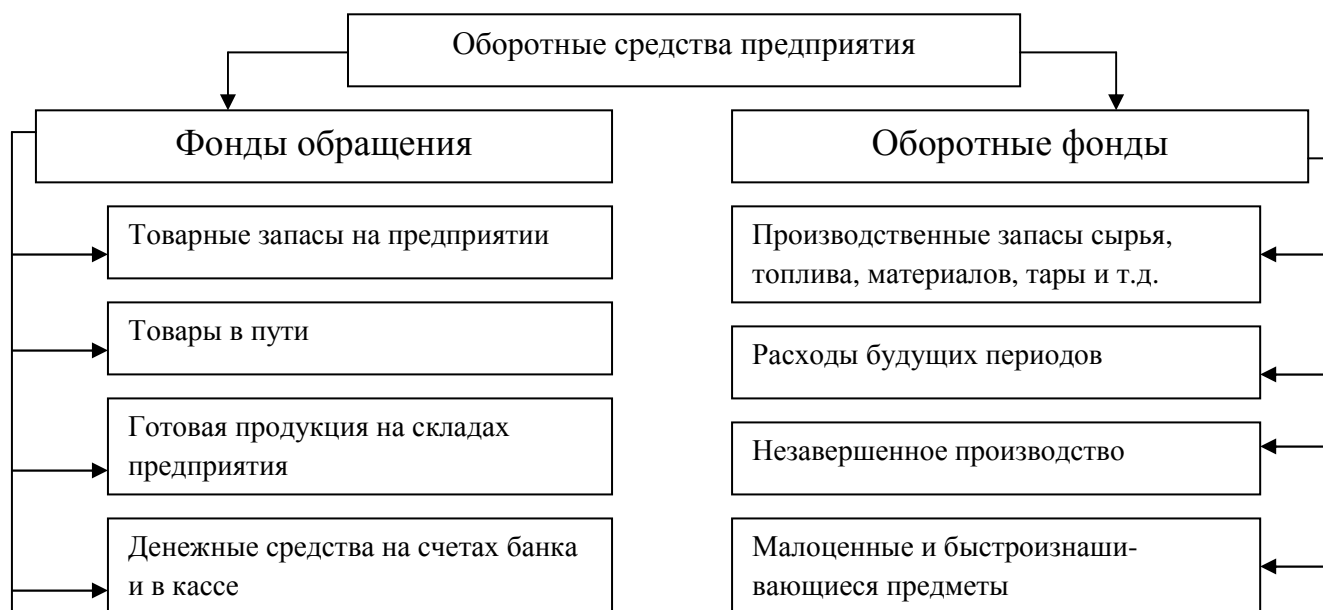 Оборотные средства предприятия
Фонды обращения
Оборотные фонды
Товарные запасы на предприятии
Товары в пути
Готовая продукция на складах
предприятия
Денежные средства на счетах банка
и в кассе
Производственные запасы сырья,
топлива, материалов, тары и т.д.
Расходы будущих периодов
Незавершенное производство
Малоценные и быстроизнаши-
вающиеся предметы